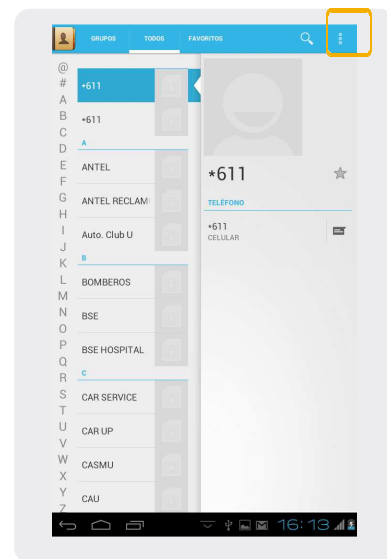 GRUPOS TODOS FAVORITOS
@
#
A
B
C
D
E
F
G
H
I
J
K
L
M
N
O
P
Q
R
S
T
U
V
W
X
Y
Z
*611
*611
A
ANTEL
ANTEL RECLAM
Auto. Club U
B
BOMBEROS
BSE
BSE HOSPITAL
C
CAR SERVICE
CAR UP
CASMU
CAU
*611
TELÉFONO
*611
CELULAR
16:13